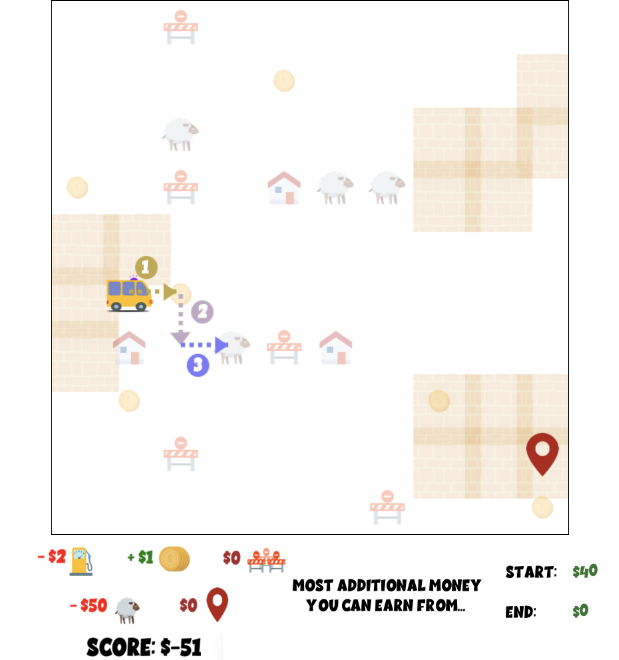 1
2
3
- $2
+ $1
$0
- $50
$0
MOST ADDITIONAL MONEY
YOU CAN EARN FROM...
START: $40
END: $0
SCORE: $-51